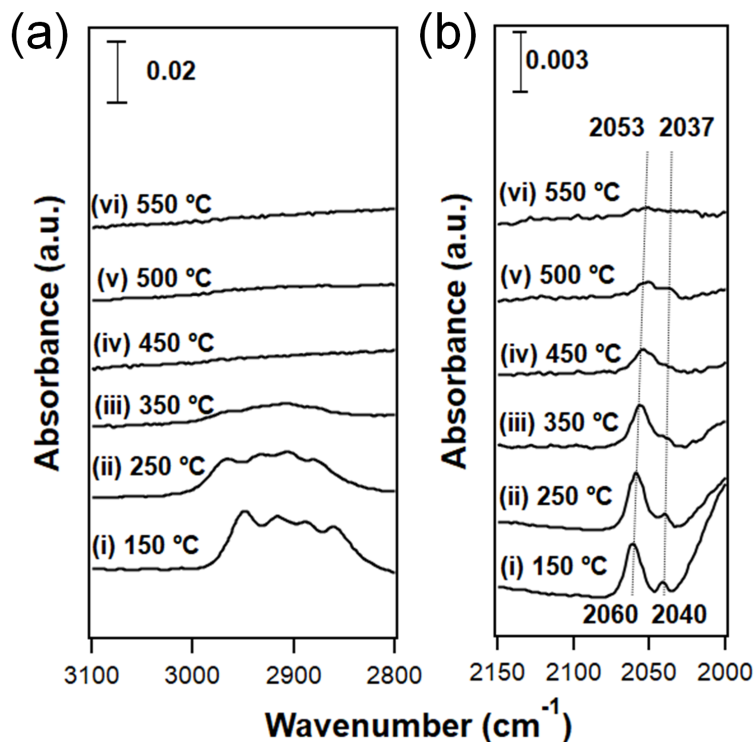 (a)
0.02
(vi) 550 ºC
(v) 500 ºC
(iv) 450 ºC
(iii) 350 ºC
(ii) 250 ºC
(i) 150 ºC
Absorbance (a.u.)
3100 3000 2900 2800
(b)
0.003
2053 2037
(vi) 550 ºC
(v) 500 ºC
(iv) 450 ºC
(iii) 350 ºC
(ii) 250 ºC
(i) 150 ºC
2060 2040
Absorbance (a.u.)
2150 2100 2050 2000
Wavenumber (cm⁻¹)